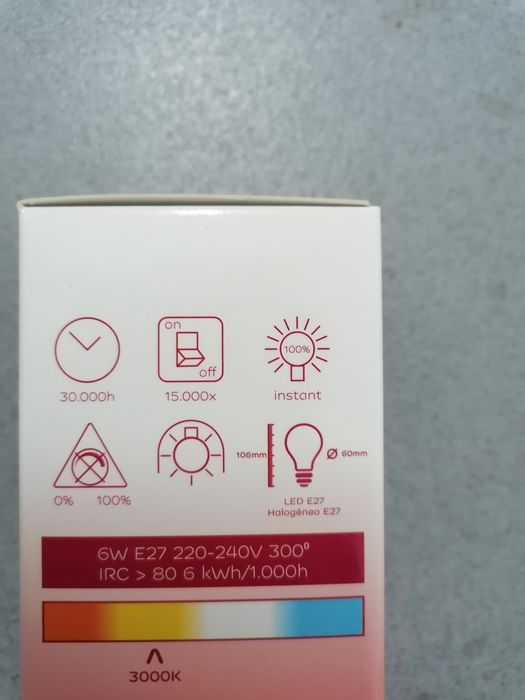 on
off
100%
30.000h
15.000x
instant
0% 100%
106mm
Ø 60mm
LED E27
Halogéneo E27
6W E27 220-240V 300º
IRC > 80 6 kWh/1.000h
3000K